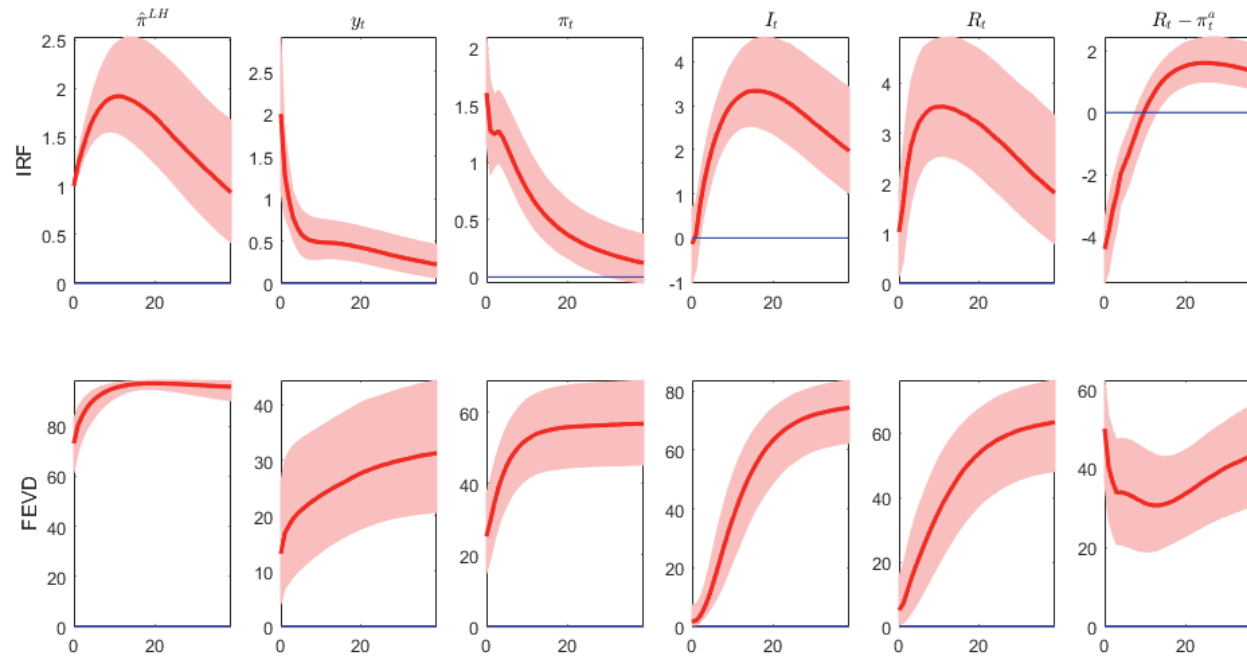 π̂^{LH} y_t π_t I_t R_t R_t − π_t^a
IRF
2.5 2 1.5 1 0.5 0
2.5 2 1.5 1 0.5 0
2 1.5 1 0.5 0
4 3 2 1 0 -1
4 3 2 1 0
2 0 -2 -4
0 20 0 20 0 20 0 20 0 20 0 20
FEVD
80 60 40 20 0
40 30 20 10 0
60 40 20 0
80 60 40 20 0
60 40 20 0
60 40 20 0
0 20 0 20 0 20 0 20 0 20 0 20